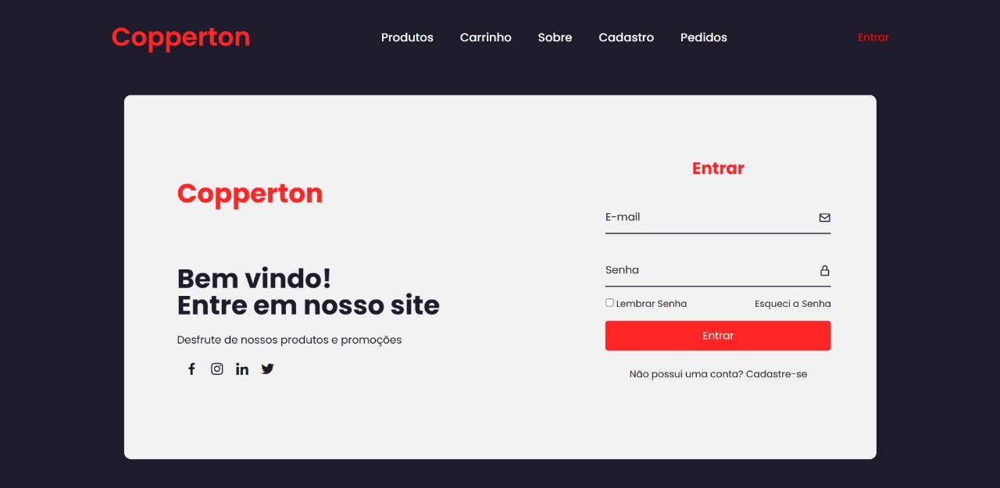 Copperton
Produtos Carrinho Sobre Cadastro Pedidos
Entrar
Copperton
Bem vindo!
Entre em nosso site
Desfrute de nossos produtos e promoções
Entrar
E-mail
Senha
Lembrar Senha Esqueci a Senha
Entrar
Não possui uma conta? Cadastre-se